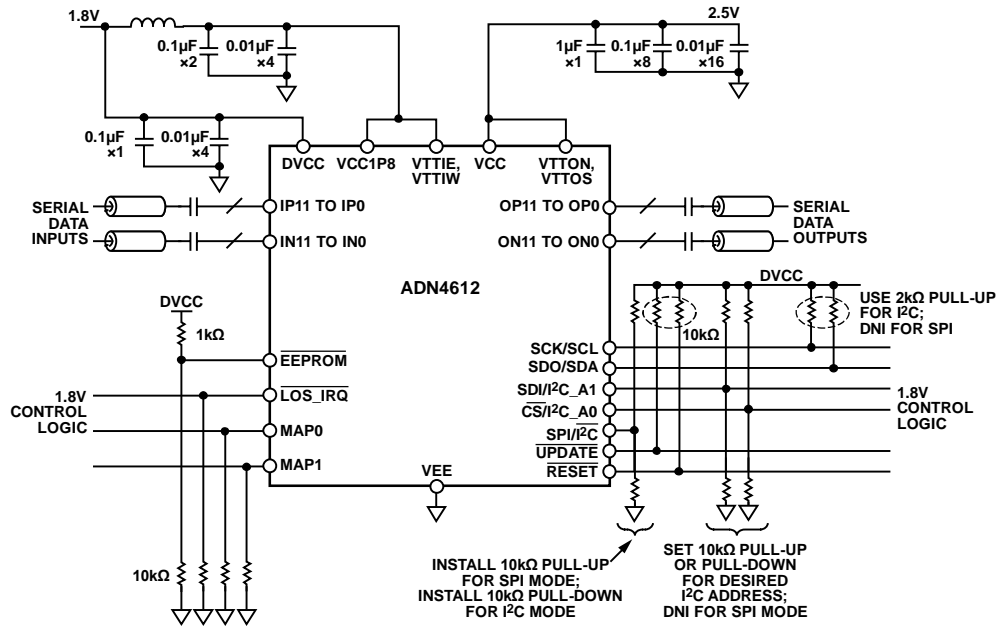 1.8V
0.1µF
×2
0.01µF
×4
2.5V
1µF
×1
0.1µF
×8
0.01µF
×16
0.1µF
×1
0.01µF
×4
DVCC
VCC1P8
VTTIE,
VTTIW
VCC
VTTON,
VTTOS
SERIAL
DATA
INPUTS
IP11 TO IP0
IN11 TO IN0
OP11 TO OP0
ON11 TO ON0
SERIAL
DATA
OUTPUTS
ADN4612
DVCC
1kΩ
EEPROM
LOS_IRQ
MAP0
MAP1
1.8V
CONTROL
LOGIC
10kΩ
VEE
DVCC
10kΩ
USE 2kΩ PULL-UP
FOR I2C;
DNI FOR SPI
SCK/SCL
SDO/SDA
SDI/I2C_A1
CS/I2C_A0
SPI/I2C
UPDATE
RESET
1.8V
CONTROL
LOGIC
INSTALL 10kΩ PULL-UP
FOR SPI MODE;
INSTALL 10kΩ PULL-DOWN
FOR I2C MODE
SET 10kΩ PULL-UP
OR PULL-DOWN
FOR DESIRED
I2C ADDRESS;
DNI FOR SPI MODE